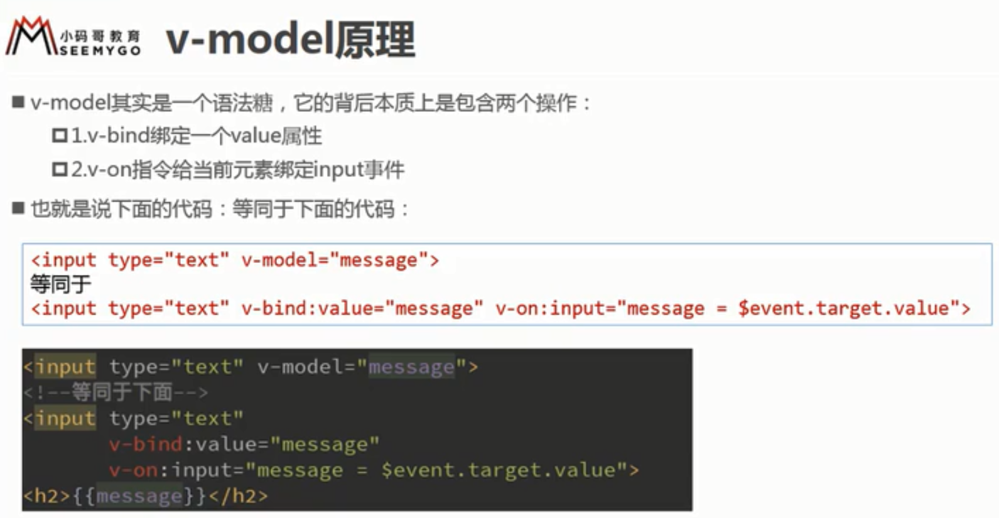 小码哥教育
SEEMYGO
v-model原理
v-model其实是一个语法糖，它的背后本质上是包含两个操作：
1.v-bind绑定一个value属性
2.v-on指令给当前元素绑定input事件
也就是说下面的代码：等同于下面的代码：
<input type="text" v-model="message">
等同于
<input type="text" v-bind:value="message" v-on:input="message = $event.target.value">
<input type="text" v-model="message">
<!--等同于下面-->
<input type="text"
v-bind:value="message"
v-on:input="message = $event.target.value">
<h2>{{message}}</h2>